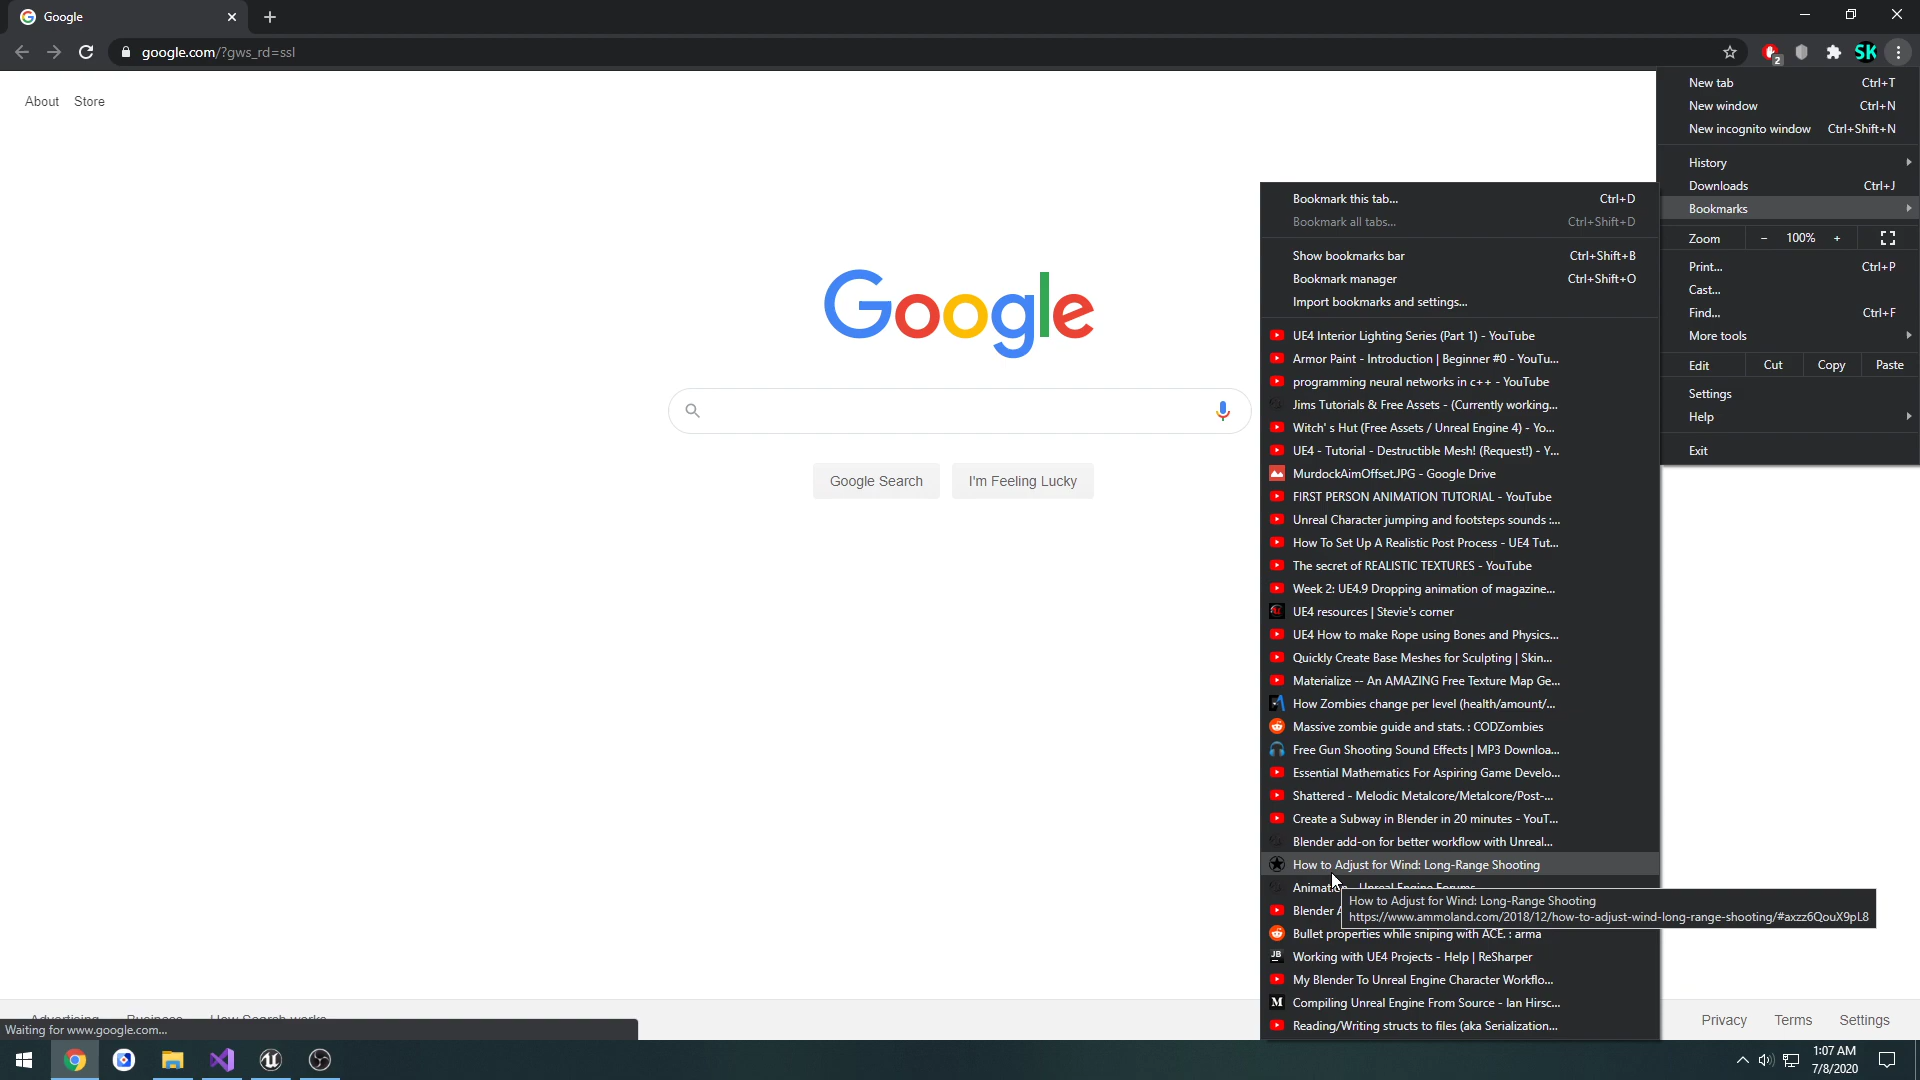 Google
google.com/?gws_rd=ssl
2
SK
About Store
Google
Google Search I'm Feeling Lucky
New tab Ctrl+T
New window Ctrl+N
New incognito window Ctrl+Shift+N
History
Downloads Ctrl+J
Bookmarks
Zoom - 100% +
Print... Ctrl+P
Cast...
Find... Ctrl+F
More tools
Edit Cut Copy Paste
Settings
Help
Exit
Bookmark this tab... Ctrl+D
Bookmark all tabs... Ctrl+Shift+D
Show bookmarks bar Ctrl+Shift+B
Bookmark manager Ctrl+Shift+O
Import bookmarks and settings...
UE4 Interior Lighting Series (Part 1) - YouTube
Armor Paint - Introduction | Beginner #0 - YouTu...
programming neural networks in c++ - YouTube
Jims Tutorials & Free Assets - (Currently working...
Witch' s Hut (Free Assets / Unreal Engine 4) - Yo...
UE4 - Tutorial - Destructible Mesh! (Request!) - Y...
MurdockAimOffset.JPG - Google Drive
FIRST PERSON ANIMATION TUTORIAL - YouTube
Unreal Character jumping and footsteps sounds :...
How To Set Up A Realistic Post Process - UE4 Tut...
The secret of REALISTIC TEXTURES - YouTube
Week 2: UE4.9 Dropping animation of magazine...
UE4 resources | Stevie's corner
UE4 How to make Rope using Bones and Physics...
Quickly Create Base Meshes for Sculpting | Skin...
Materialize -- An AMAZING Free Texture Map Ge...
How Zombies change per level (health/amount/...
Massive zombie guide and stats. : CODZombies
Free Gun Shooting Sound Effects | MP3 Downloa...
Essential Mathematics For Aspiring Game Develo...
Shattered - Melodic Metalcore/Metalcore/Post-...
Create a Subway in Blender in 20 minutes - YouT...
Blender add-on for better workflow with Unreal...
How to Adjust for Wind: Long-Range Shooting
Unreal Engine Forums
How to Adjust for Wind: Long-Range Shooting
https://www.ammoland.com/2018/12/how-to-adjust-wind-long-range-shooting/#axzz6QouX9pL8
Blender
Bullet properties while sniping with ACE. : arma
JB Working with UE4 Projects - Help | ReSharper
My Blender To Unreal Engine Character Workflo...
M Compiling Unreal Engine From Source - Ian Hirsc...
Reading/Writing structs to files (aka Serialization...
Advertising Business How Search works
Privacy Terms Settings
Waiting for www.google.com...
1:07 AM
7/8/2020